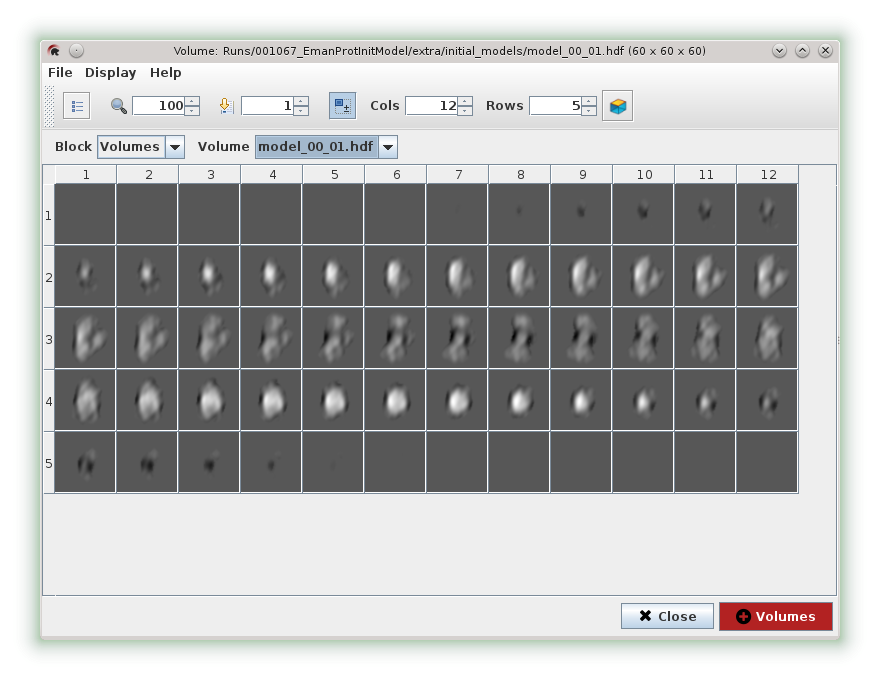 Volume: Runs/001067_EmanProtInitModel/extra/initial_models/model_00_01.hdf (60 x 60 x 60)
File Display Help
100 1 Cols 12 Rows 5
Block Volumes Volume model_00_01.hdf
1 2 3 4 5 6 7 8 9 10 11 12
1
2
3
4
5
Close Volumes